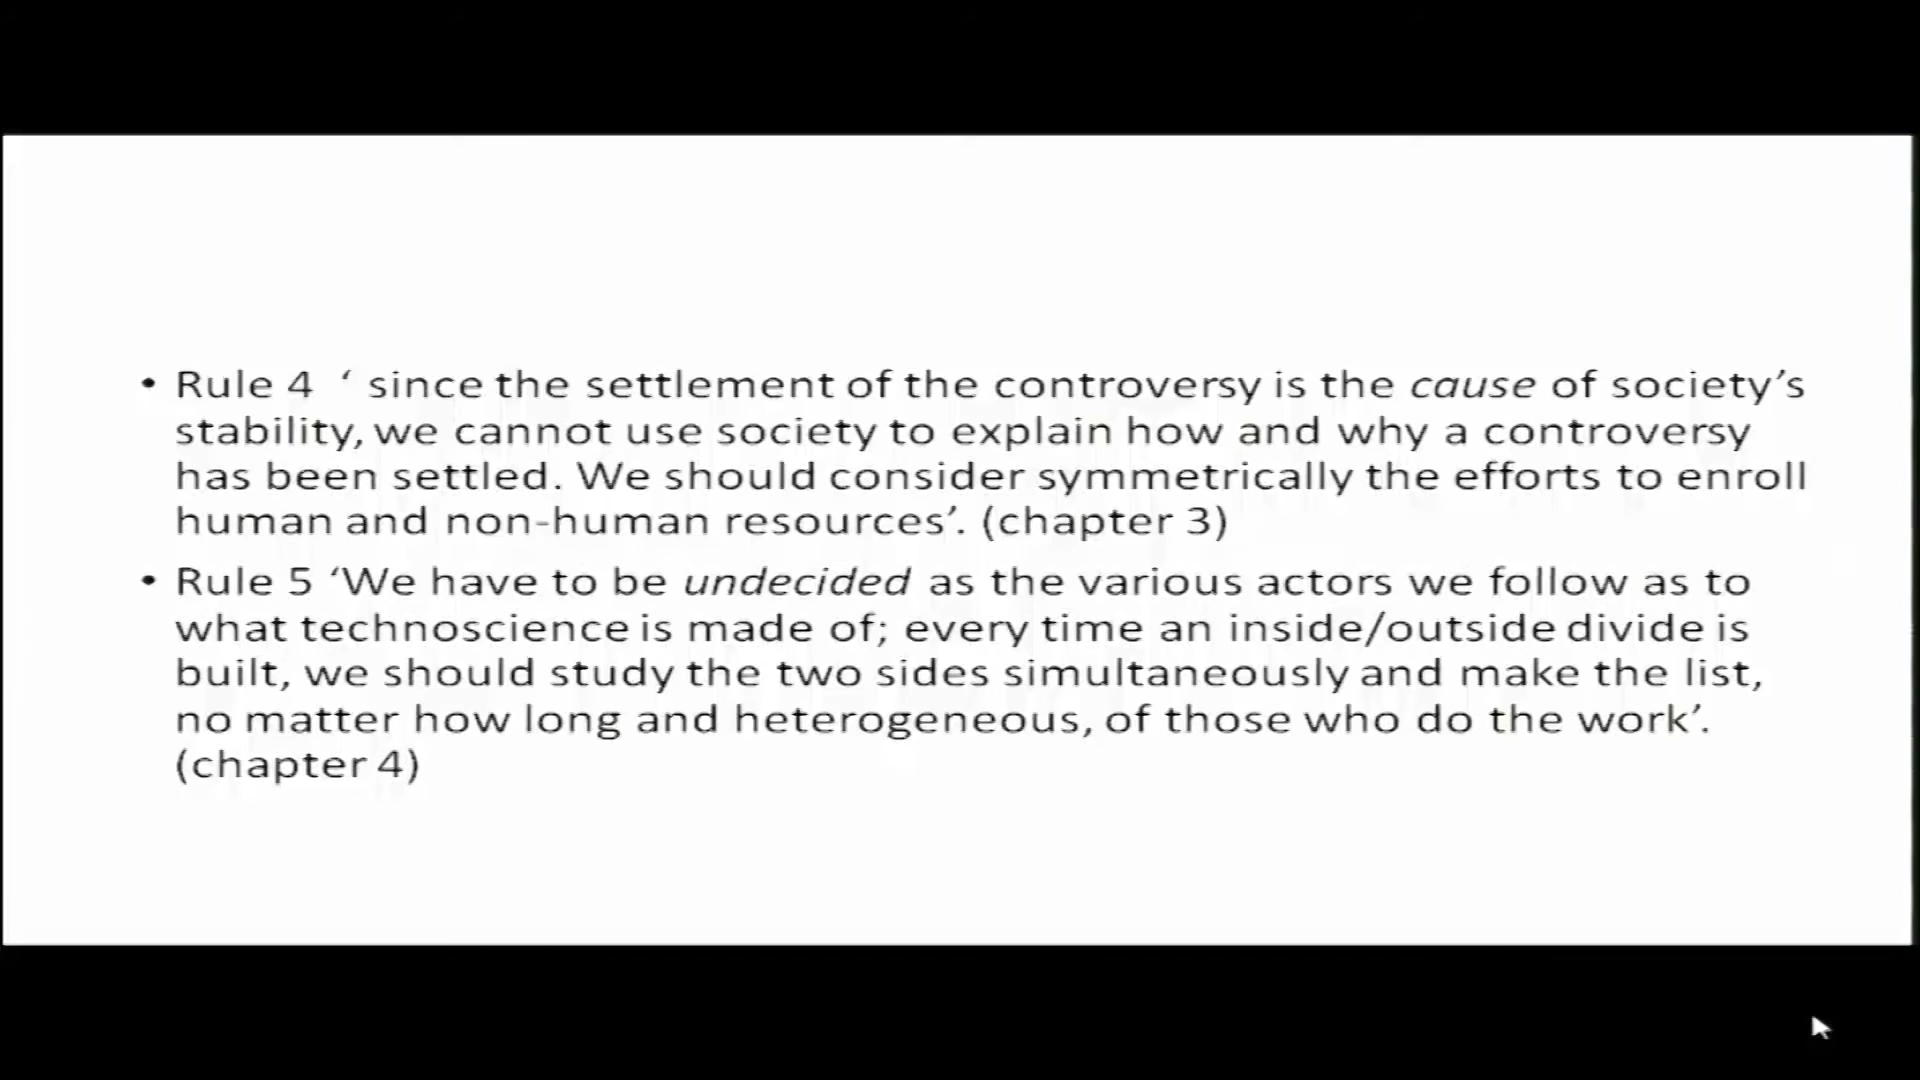 • Rule 4 ‘ since the settlement of the controversy is the cause of society’s
stability, we cannot use society to explain how and why a controversy
has been settled. We should consider symmetrically the efforts to enroll
human and non-human resources’. (chapter 3)
• Rule 5 ‘We have to be undecided as the various actors we follow as to
what technoscience is made of; every time an inside/outside divide is
built, we should study the two sides simultaneously and make the list,
no matter how long and heterogeneous, of those who do the work’.
(chapter 4)